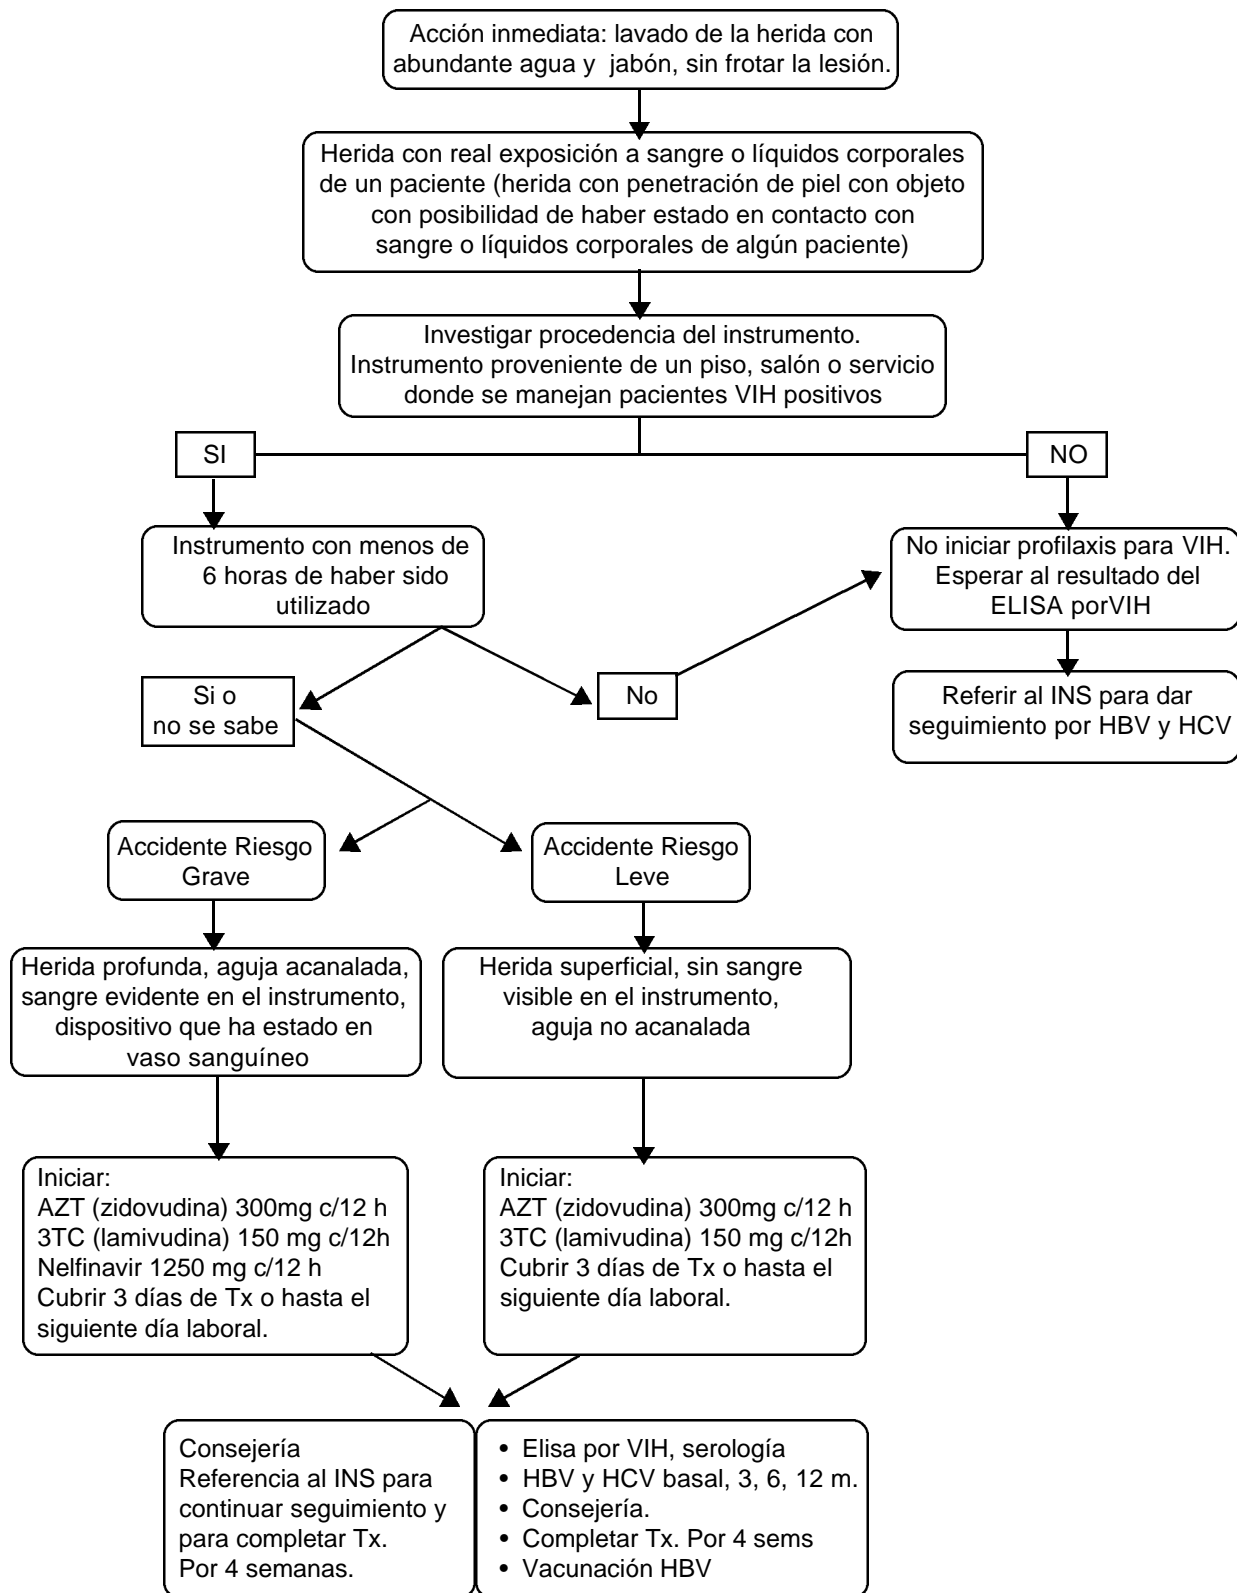 Acción inmediata: lavado de la herida con
abundante agua y jabón, sin frotar la lesión.
Herida con real exposición a sangre o líquidos corporales
de un paciente (herida con penetración de piel con objeto
con posibilidad de haber estado en contacto con
sangre o líquidos corporales de algún paciente)
Investigar procedencia del instrumento.
Instrumento proveniente de un piso, salón o servicio
donde se manejan pacientes VIH positivos
SI
NO
Instrumento con menos de
6 horas de haber sido
utilizado
No iniciar profilaxis para VIH.
Esperar al resultado del
ELISA porVIH
Si o
no se sabe
No
Referir al INS para dar
seguimiento por HBV y HCV
Accidente Riesgo
Grave
Accidente Riesgo
Leve
Herida profunda, aguja acanalada,
sangre evidente en el instrumento,
dispositivo que ha estado en
vaso sanguíneo
Herida superficial, sin sangre
visible en el instrumento,
aguja no acanalada
Iniciar:
AZT (zidovudina) 300mg c/12 h
3TC (lamivudina) 150 mg c/12h
Nelfinavir 1250 mg c/12 h
Cubrir 3 días de Tx o hasta el
siguiente día laboral.
Iniciar:
AZT (zidovudina) 300mg c/12 h
3TC (lamivudina) 150 mg c/12h
Cubrir 3 días de Tx o hasta el
siguiente día laboral.
Consejería
Referencia al INS para
continuar seguimiento y
para completar Tx.
Por 4 semanas.
• Elisa por VIH, serología
• HBV y HCV basal, 3, 6, 12 m.
• Consejería.
• Completar Tx. Por 4 sems
• Vacunación HBV